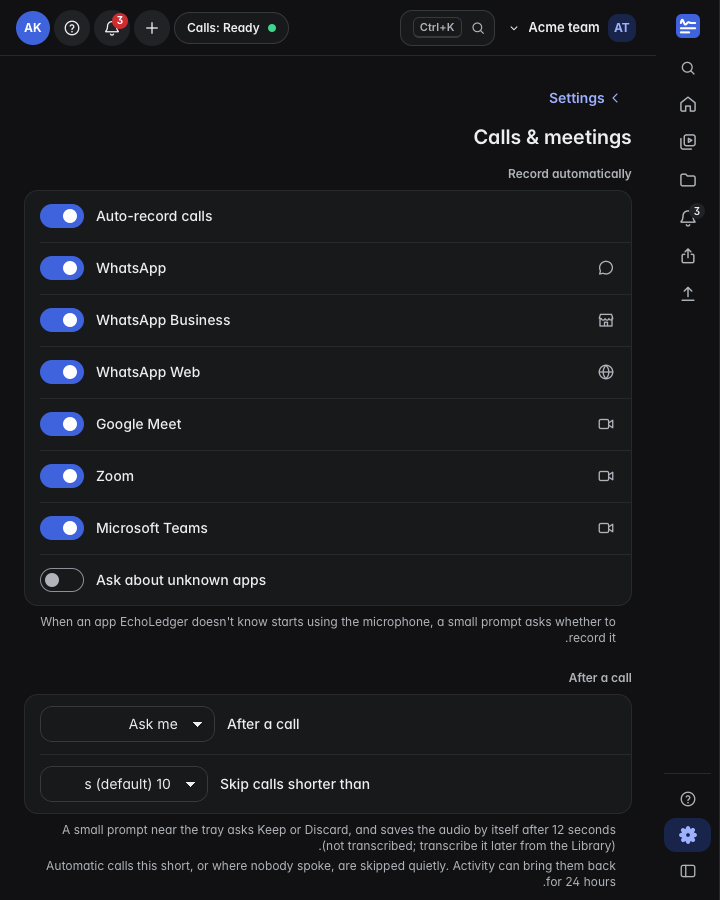 AK
3
Calls: Ready
Ctrl+K
Acme team
AT
3
Settings
Calls & meetings
Record automatically
Auto-record calls
WhatsApp
WhatsApp Business
WhatsApp Web
Google Meet
Zoom
Microsoft Teams
Ask about unknown apps
When an app EchoLedger doesn't know starts using the microphone, a small prompt asks whether to
.record it
After a call
Ask me
After a call
s (default) 10
Skip calls shorter than
A small prompt near the tray asks Keep or Discard, and saves the audio by itself after 12 seconds
.(not transcribed; transcribe it later from the Library)
Automatic calls this short, or where nobody spoke, are skipped quietly. Activity can bring them back
.for 24 hours